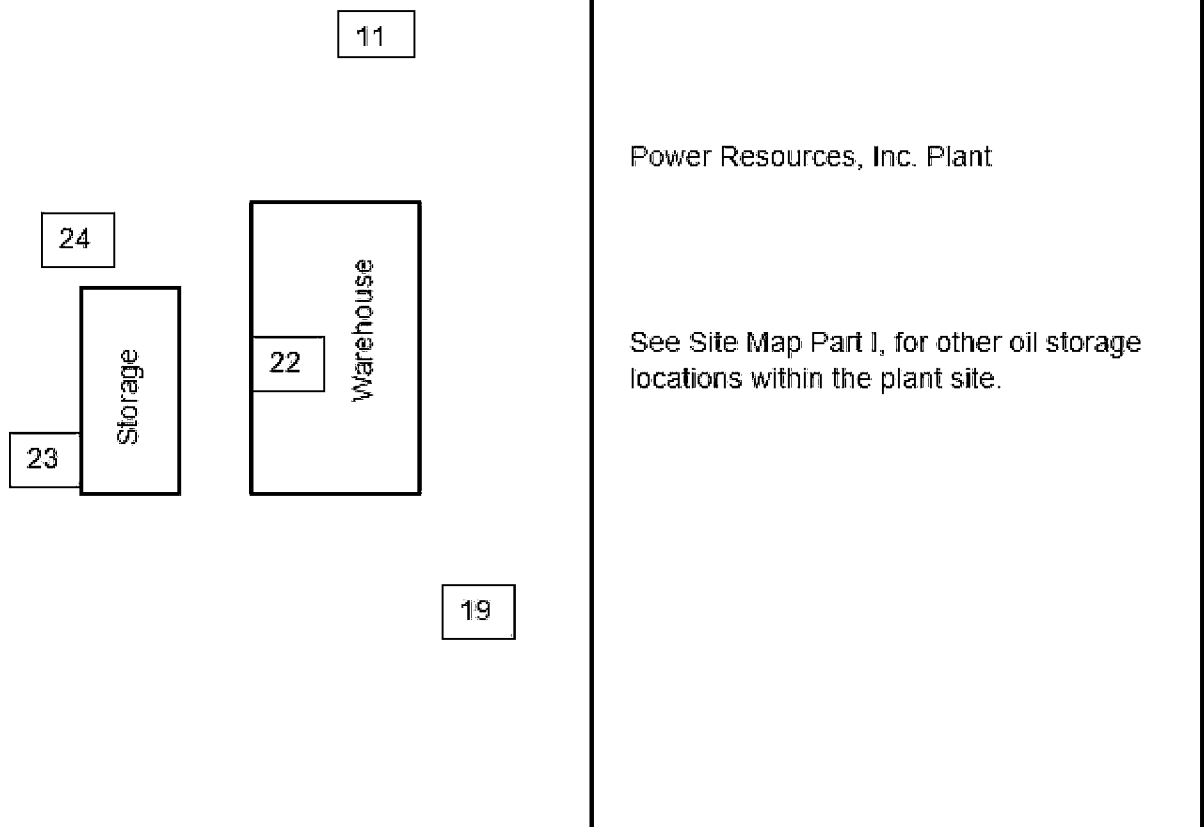 11
Power Resources, Inc. Plant
24
Warehouse
See Site Map Part I, for other oil storage
locations within the plant site.
22
Storage
23
19